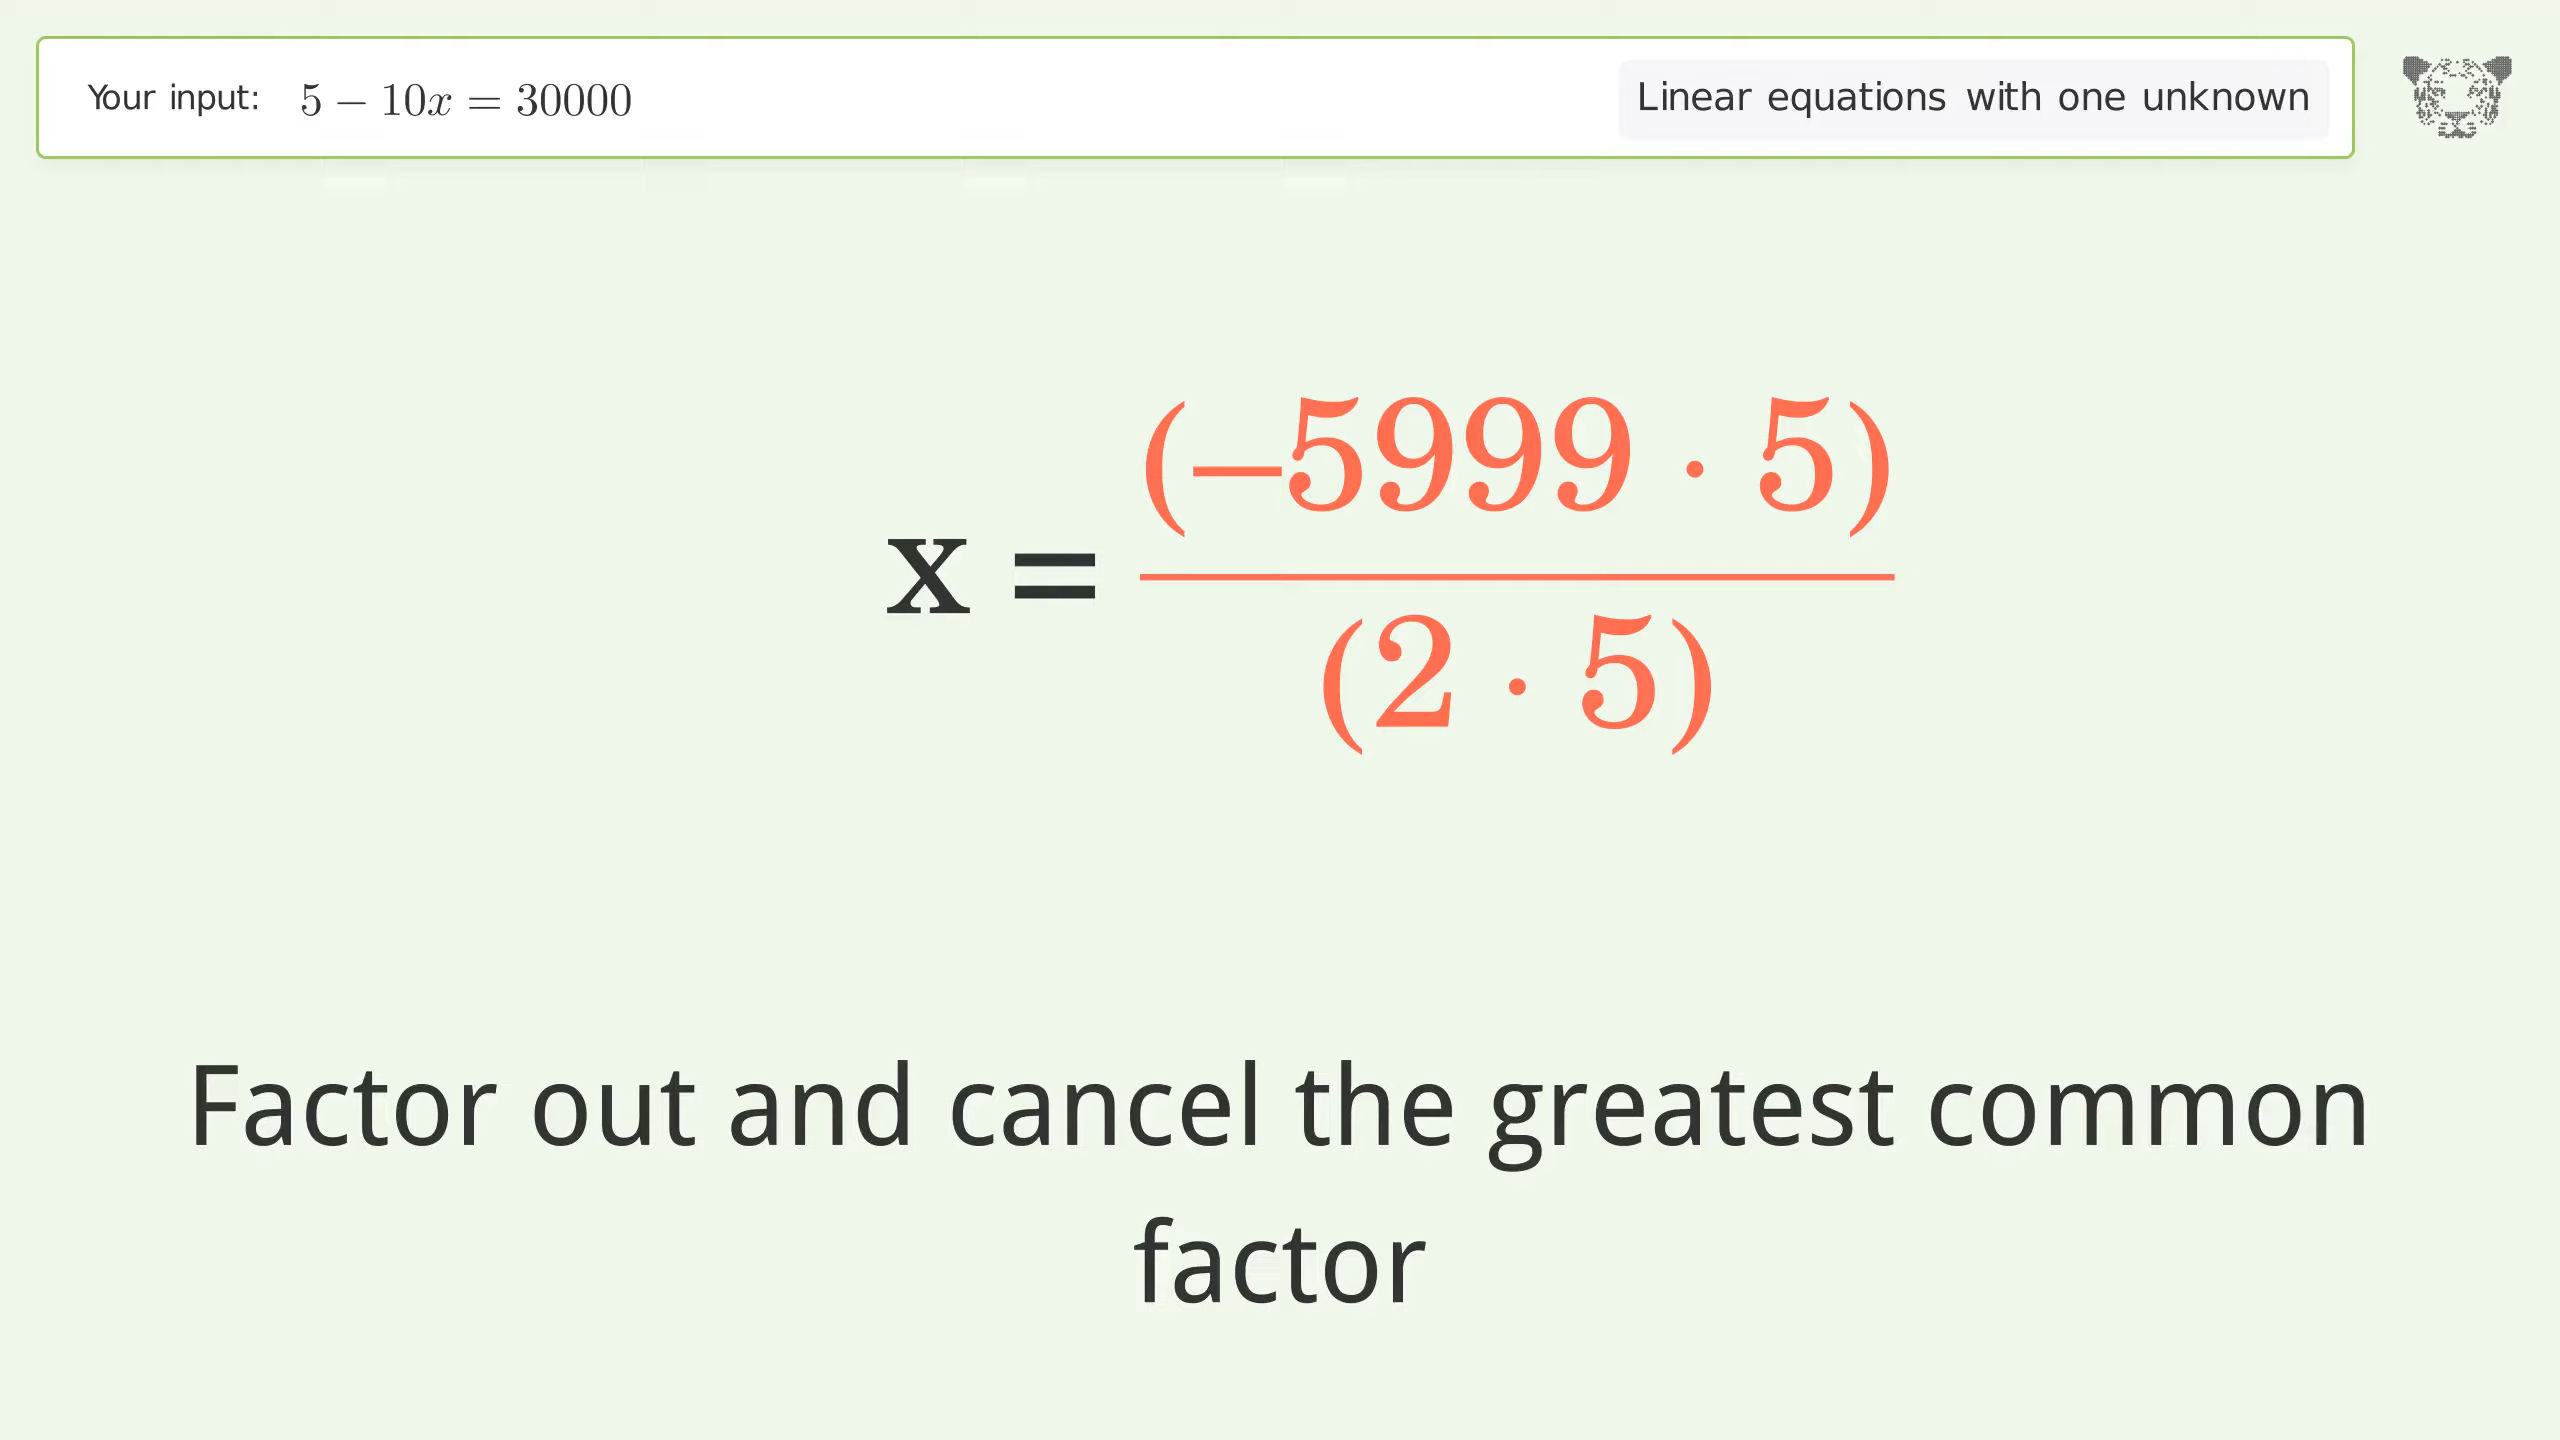 Your input: 5 − 10x = 30000
Linear equations with one unknown
x = (−5999 · 5) / (2 · 5)
Factor out and cancel the greatest common
factor